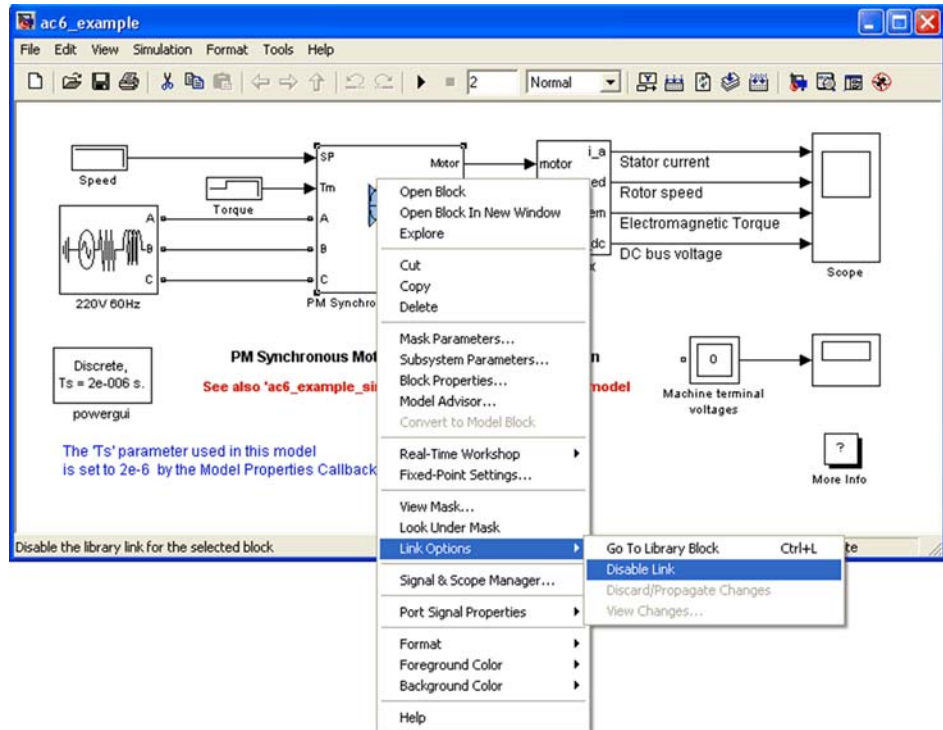 ac6_example
File Edit View Simulation Format Tools Help
2 Normal
Speed
Torque
A
B
C
220V 60Hz
SP
Tm
A
B
C
Motor
PM Synchro
motor
i_a
ed
em
_dc
Stator current
Rotor speed
Electromagnetic Torque
DC bus voltage
Scope
Open Block
Open Block In New Window
Explore
Cut
Copy
Delete
Mask Parameters...
Subsystem Parameters...
Block Properties...
Model Advisor...
Convert to Model Block
Real-Time Workshop
Fixed-Point Settings...
View Mask...
Look Under Mask
Link Options
Signal & Scope Manager...
Port Signal Properties
Format
Foreground Color
Background Color
Help
Go To Library Block Ctrl+L
Disable Link
Discard/Propagate Changes
View Changes...
Discrete,
Ts = 2e-006 s.
powergui
PM Synchronous Mot
n
See also 'ac6_example_si
model
0
Machine terminal
voltages
?
More Info
The 'Ts' parameter used in this model
is set to 2e-6 by the Model Properties Callback
Disable the library link for the selected block
te